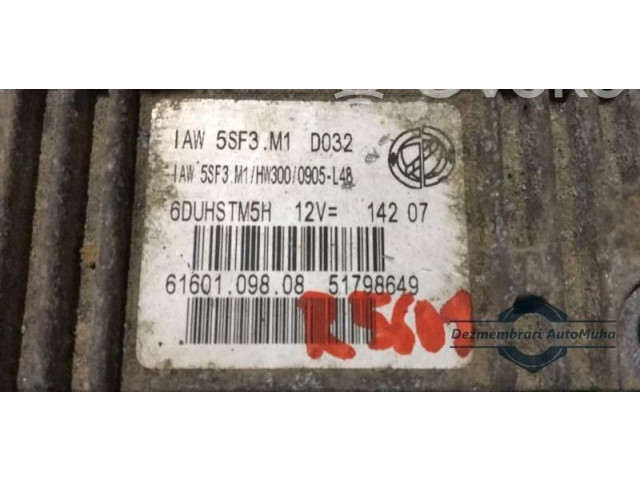 IAW 5SF3.M1 D032
IAW 5SF3.M1/HW300/0905-L48
6DUHSTM5H 12V= 142 07
61601.098.08 51798649
Dezmembrari AutoMuha